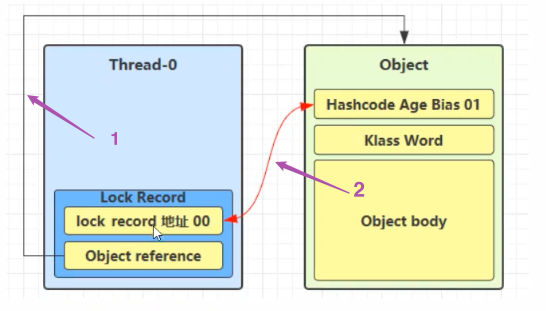 Thread-0
Object
Hashcode Age Bias 01
1
Klass Word
2
Lock Record
lock record 地址 00
Object body
Object reference